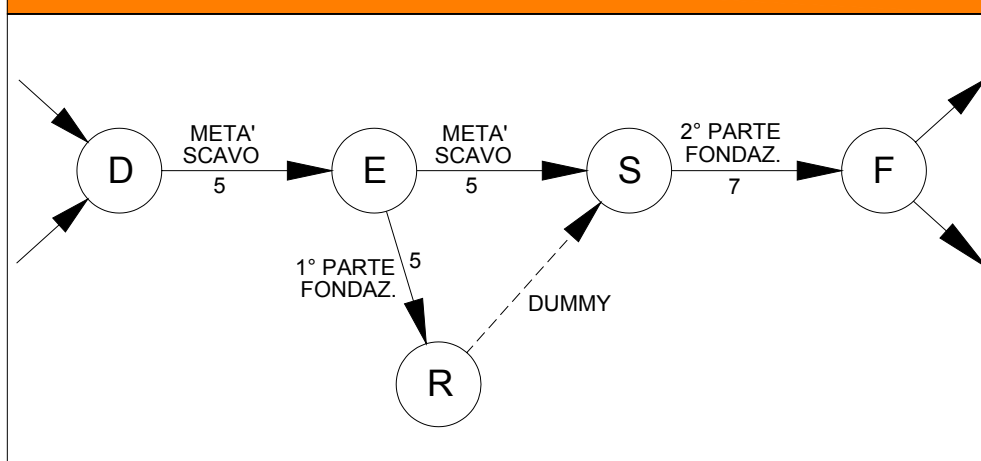 META'
SCAVO
META'
SCAVO
2° PARTE
FONDAZ.
D
E
S
F
5
5
7
1° PARTE
FONDAZ.
5
DUMMY
R